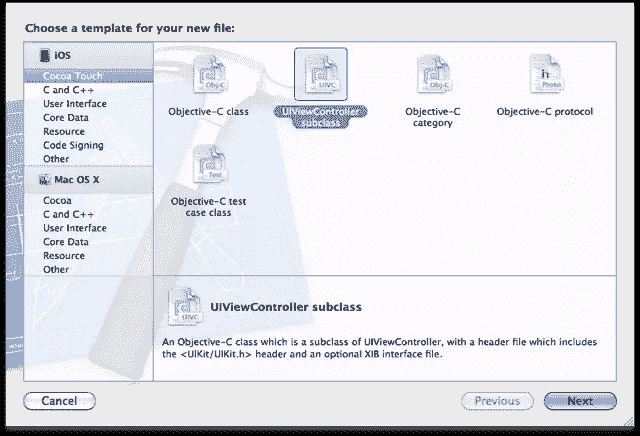 Choose a template for your new file:
iOS
Cocoa Touch
C and C++
User Interface
Core Data
Resource
Code Signing
Other
Mac OS X
Cocoa
C and C++
User Interface
Core Data
Resource
Other
Obj-C
UIVC
Obj-C
h
Proto
Objective-C class
UIViewController
subclass
Objective-C
category
Objective-C protocol
Test
Objective-C test
case class
UIVC
UIViewController subclass
An Objective-C class which is a subclass of UIViewController, with a header file which includes
the <UIKit/UIKit.h> header and an optional XIB interface file.
Cancel
Previous
Next